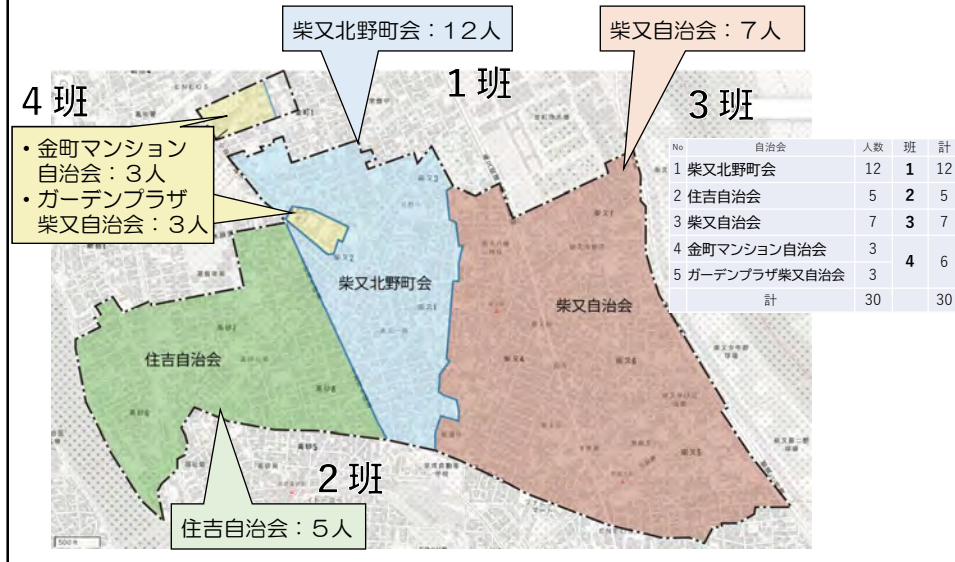 柴又北野町会：１２人
柴又自治会：７人
1 班
4 班
3 班
・金町マンション
自治会：３人
・ガーデンプラザ
柴又自治会：３人
No 自治会 人数 班 計
1 柴又北野町会 12 1 12
2 住吉自治会 5 2 5
3 柴又自治会 7 3 7
4 金町マンション自治会 3 4 6
5 ガーデンプラザ柴又自治会 3
計 30 30
柴又北野町会
柴又自治会
住吉自治会
2 班
住吉自治会：５人